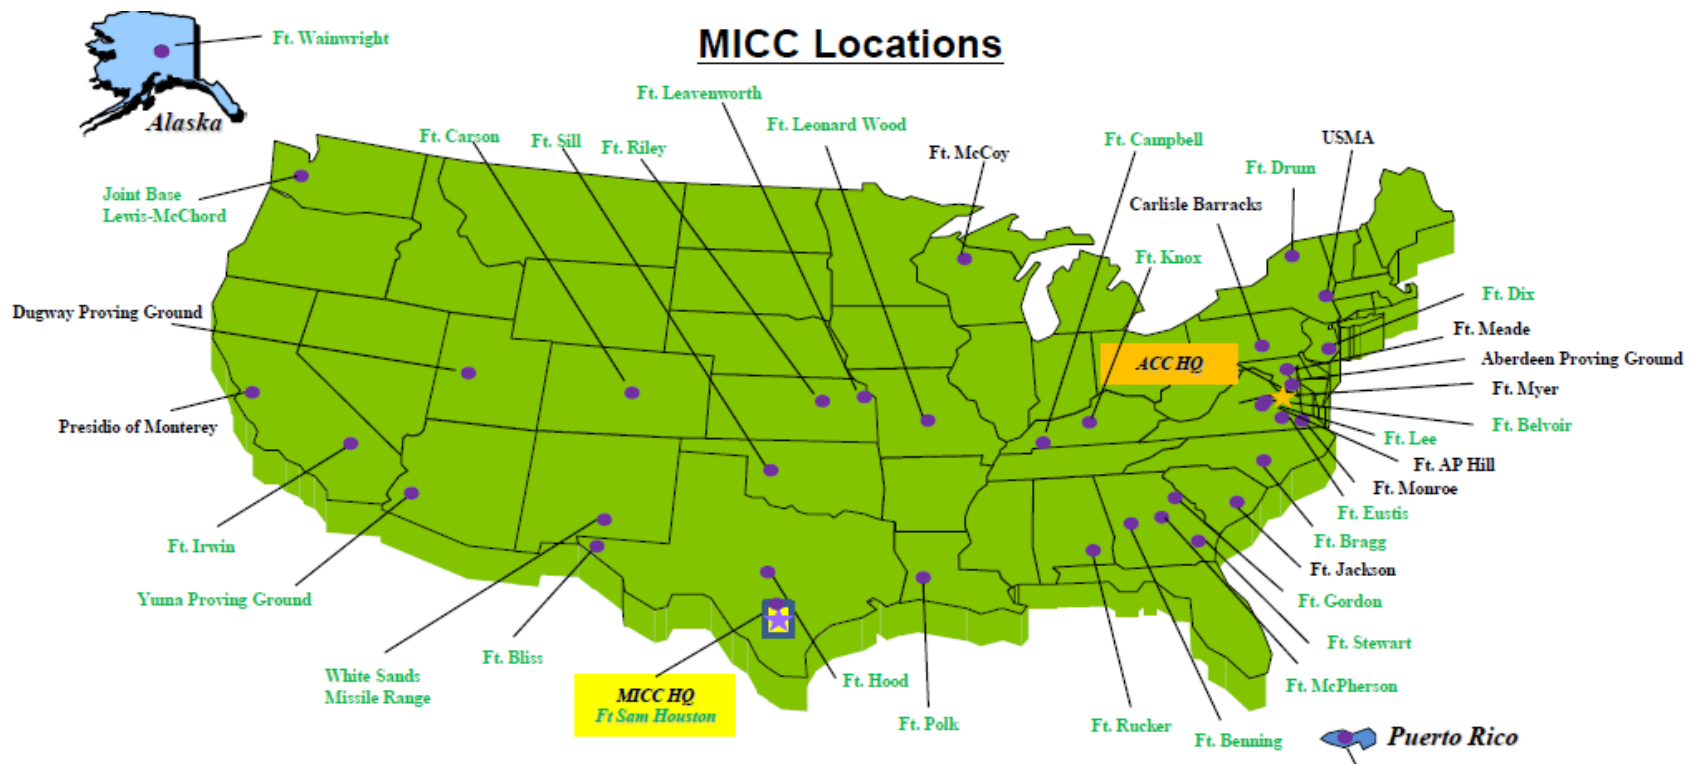 MICC Locations
Ft. Wainwright
Alaska
Ft. Leavenworth
Ft. Carson
Ft. Sill
Ft. Riley
Ft. Leonard Wood
Ft. McCoy
Ft. Campbell
USMA
Ft. Drum
Joint Base
Lewis-McChord
Carlisle Barracks
Ft. Knox
Dugway Proving Ground
Ft. Dix
Ft. Meade
ACC HQ
Aberdeen Proving Ground
Ft. Myer
Presidio of Monterey
Ft. Belvoir
Ft. Lee
Ft. AP Hill
Ft. Monroe
Ft. Eustis
Ft. Irwin
Ft. Bragg
Ft. Jackson
Yuma Proving Ground
Ft. Gordon
Ft. Stewart
Ft. Bliss
White Sands
Missile Range
Ft. Hood
Ft. McPherson
MICC HQ
Ft Sam Houston
Ft. Polk
Ft. Rucker
Ft. Benning
Puerto Rico